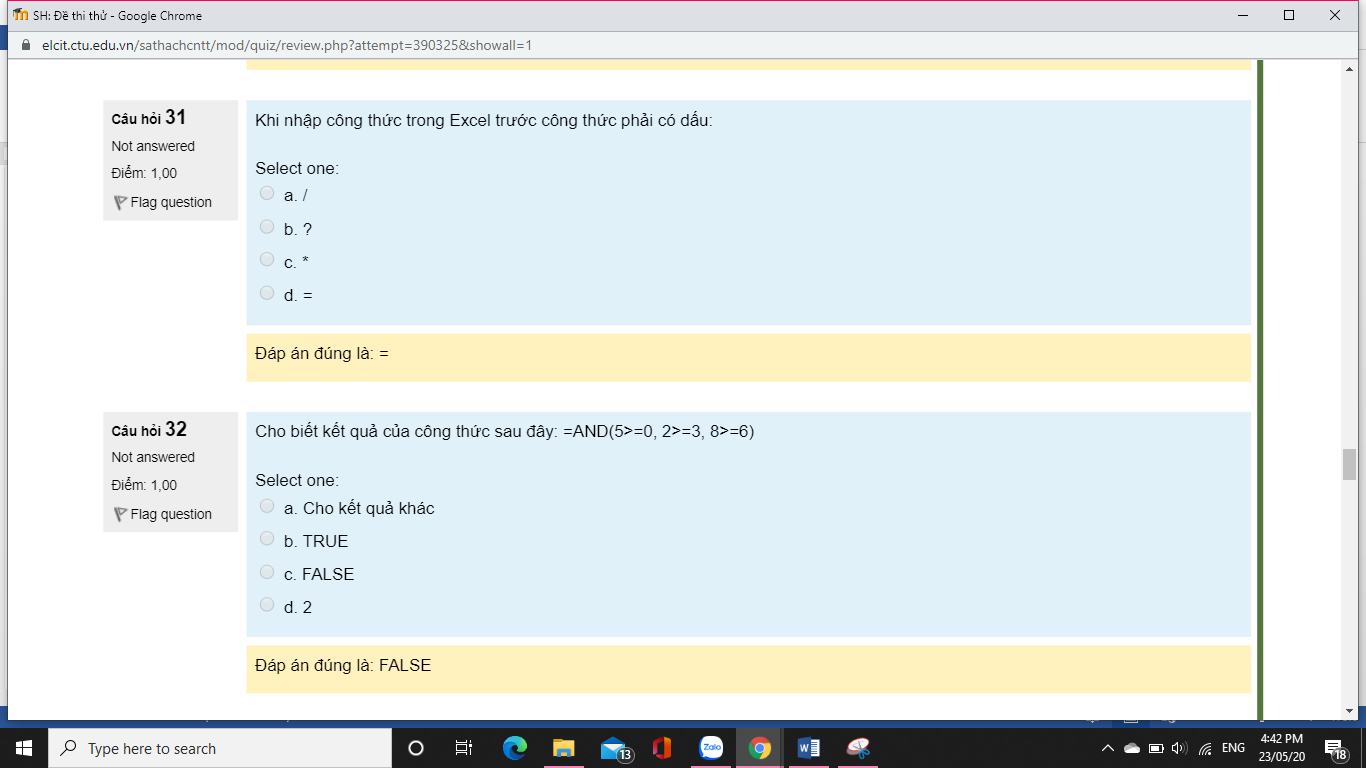 SH: Đề thi thử - Google Chrome
elcit.ctu.edu.vn/sathachcntt/mod/quiz/review.php?attempt=390325&showall=1
Câu hỏi 31
Not answered
Điểm: 1,00
Flag question
Khi nhập công thức trong Excel trước công thức phải có dấu:
Select one:
a. /
b. ?
c. *
d. =
Đáp án đúng là: =
Câu hỏi 32
Not answered
Điểm: 1,00
Flag question
Cho biết kết quả của công thức sau đây: =AND(5>=0, 2>=3, 8>=6)
Select one:
a. Cho kết quả khác
b. TRUE
c. FALSE
d. 2
Đáp án đúng là: FALSE
Type here to search
13
Zalo
ENG
4:42 PM
23/05/20
18